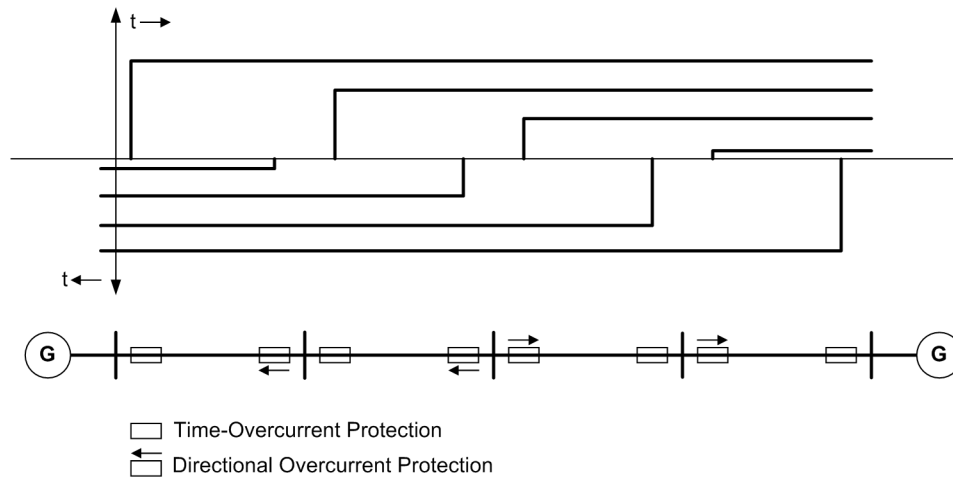 t
t
G
G
Time-Overcurrent Protection
Directional Overcurrent Protection